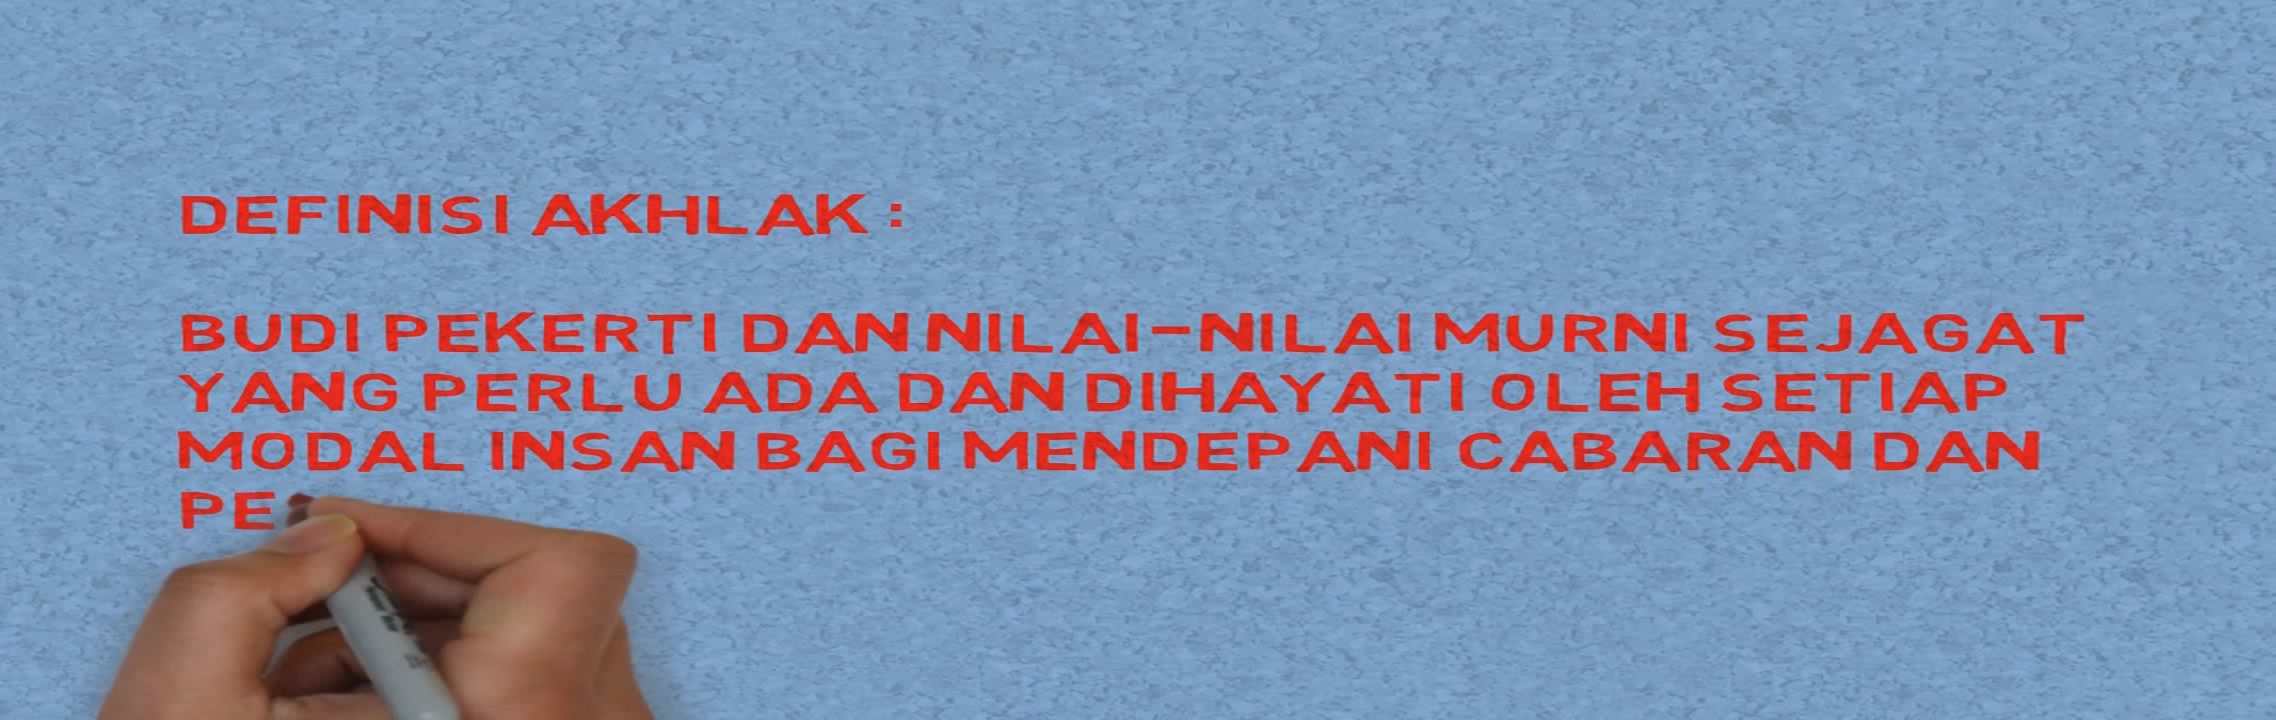 DEFINISI AKHLAK :
BUDI PEKERTI DAN NILAI-NILAI MURNI SEJAGAT
YANG PERLU ADA DAN DIHAYATI OLEH SETIAP
MODAL INSAN BAGI MENDEPANI CABARAN DAN
PE